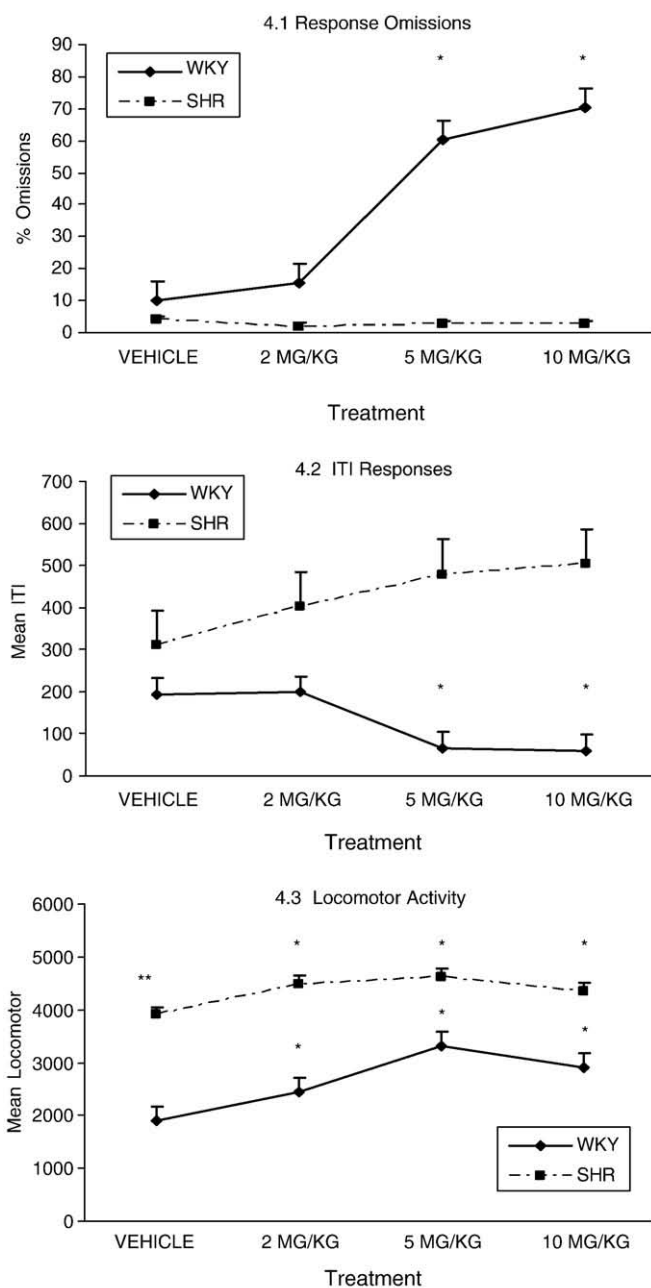 4.1 Response Omissions
90
80
70
60
50
40
30
20
10
0
% Omissions
WKY
SHR
*
*
VEHICLE 2 MG/KG 5 MG/KG 10 MG/KG
Treatment
4.2 ITI Responses
700
600
500
400
300
200
100
0
Mean ITI
WKY
SHR
*
*
VEHICLE 2 MG/KG 5 MG/KG 10 MG/KG
Treatment
4.3 Locomotor Activity
6000
5000
4000
3000
2000
1000
0
Mean Locomotor
**
*
*
*
*
*
*
WKY
SHR
VEHICLE 2 MG/KG 5 MG/KG 10 MG/KG
Treatment